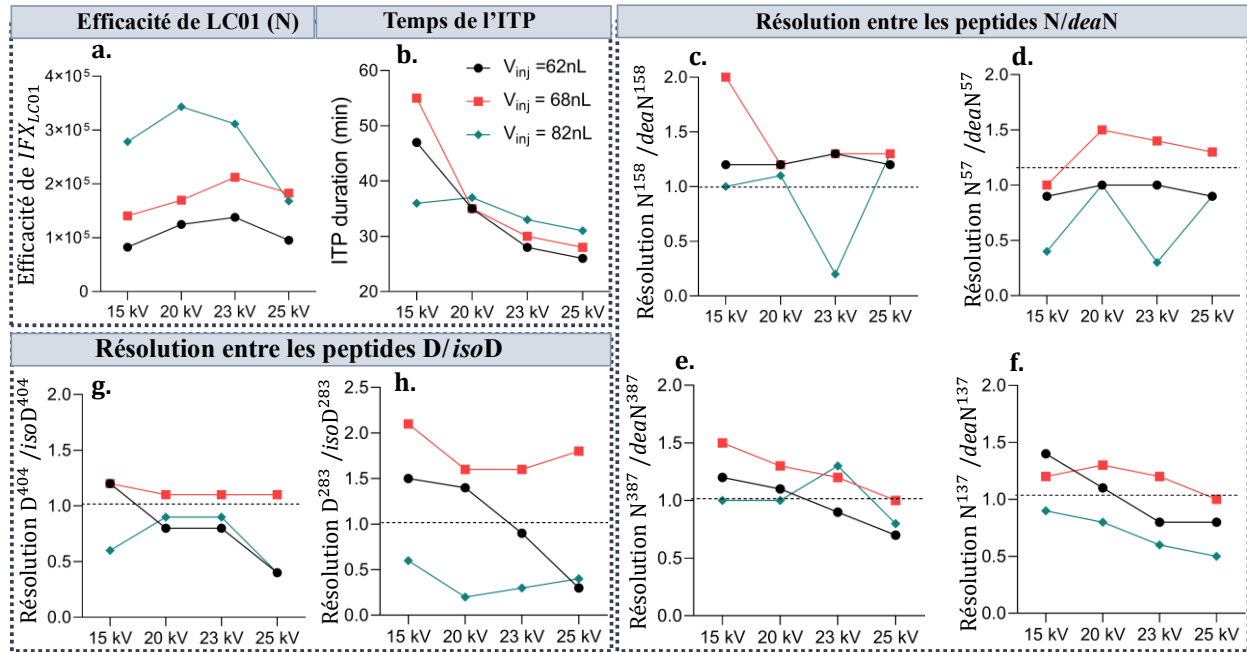 Efficacité de LC01 (N)
Temps de l'ITP
Résolution entre les peptides N/deaN
a.
Efficacité de IFX_LC01
4×10⁵
3×10⁵
2×10⁵
1×10⁵
0
15 kV 20 kV 23 kV 25 kV
b.
V_inj =62nL
V_inj = 68nL
V_inj = 82nL
ITP duration (min)
60
50
40
30
20
15 kV 20 kV 23 kV 25 kV
c.
Résolution N¹⁵⁸ /deaN¹⁵⁸
2.0
1.5
1.0
0.5
0.0
15 kV 20 kV 23 kV 25 kV
d.
Résolution N⁵⁷ /deaN⁵⁷
2.0
1.5
1.0
0.5
0.0
15 kV 20 kV 23 kV 25 kV
Résolution entre les peptides D/isoD
g.
Résolution D⁴⁰⁴ /isoD⁴⁰⁴
2.0
1.5
1.0
0.5
0.0
15 kV 20 kV 23 kV 25 kV
h.
Résolution D²⁸³ /isoD²⁸³
2.5
2.0
1.5
1.0
0.5
0.0
15 kV 20 kV 23 kV 25 kV
e.
Résolution N³⁸⁷ /deaN³⁸⁷
2.0
1.5
1.0
0.5
0.0
15 kV 20 kV 23 kV 25 kV
f.
Résolution N¹³⁷ /deaN¹³⁷
2.0
1.5
1.0
0.5
0.0
15 kV 20 kV 23 kV 25 kV